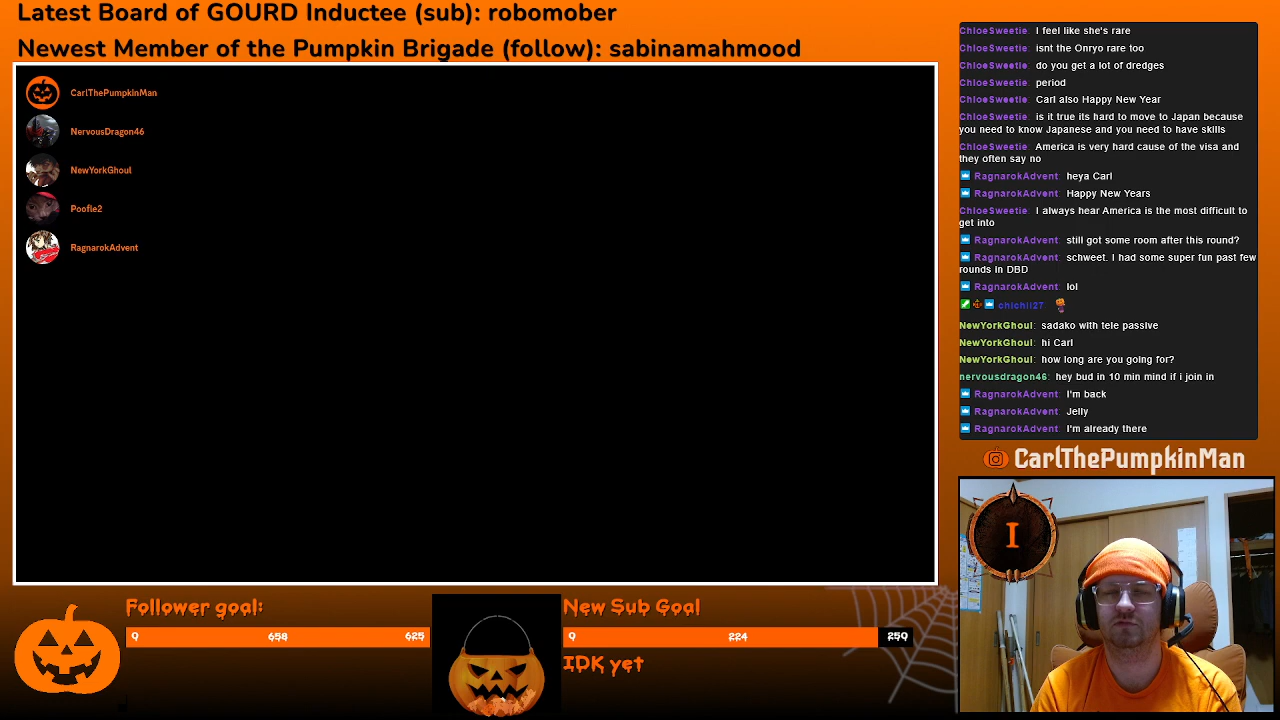 Latest Board of GOURD Inductee (sub): robomober
Newest Member of the Pumpkin Brigade (follow): sabinamahmood
CarlThePumpkinMan
NervousDragon46
NewYorkGhoul
Poofie2
RagnarokAdvent
ChloeSweetie: I feel like she's rare
ChloeSweetie: isnt the Onryo rare too
ChloeSweetie: do you get a lot of dredges
ChloeSweetie: period
ChloeSweetie: Carl also Happy New Year
ChloeSweetie: is it true its hard to move to Japan because
you need to know Japanese and you need to have skills
ChloeSweetie: America is very hard cause of the visa and
they often say no
RagnarokAdvent: heya Carl
RagnarokAdvent: Happy New Years
ChloeSweetie: I always hear America is the most difficult to
get into
RagnarokAdvent: still got some room after this round?
RagnarokAdvent: schweet. I had some super fun past few
rounds in DBD
RagnarokAdvent: lol
chichii27:
NewYorkGhoul: sadako with tele passive
NewYorkGhoul: hi Carl
NewYorkGhoul: how long are you going for?
nervousdragon46: hey bud in 10 min mind if i join in
RagnarokAdvent: I'm back
RagnarokAdvent: Jelly
RagnarokAdvent: I'm already there
CarlThePumpkinMan
I
Follower goal:
0 658 625
New Sub Goal
0 224 250
IDK yet